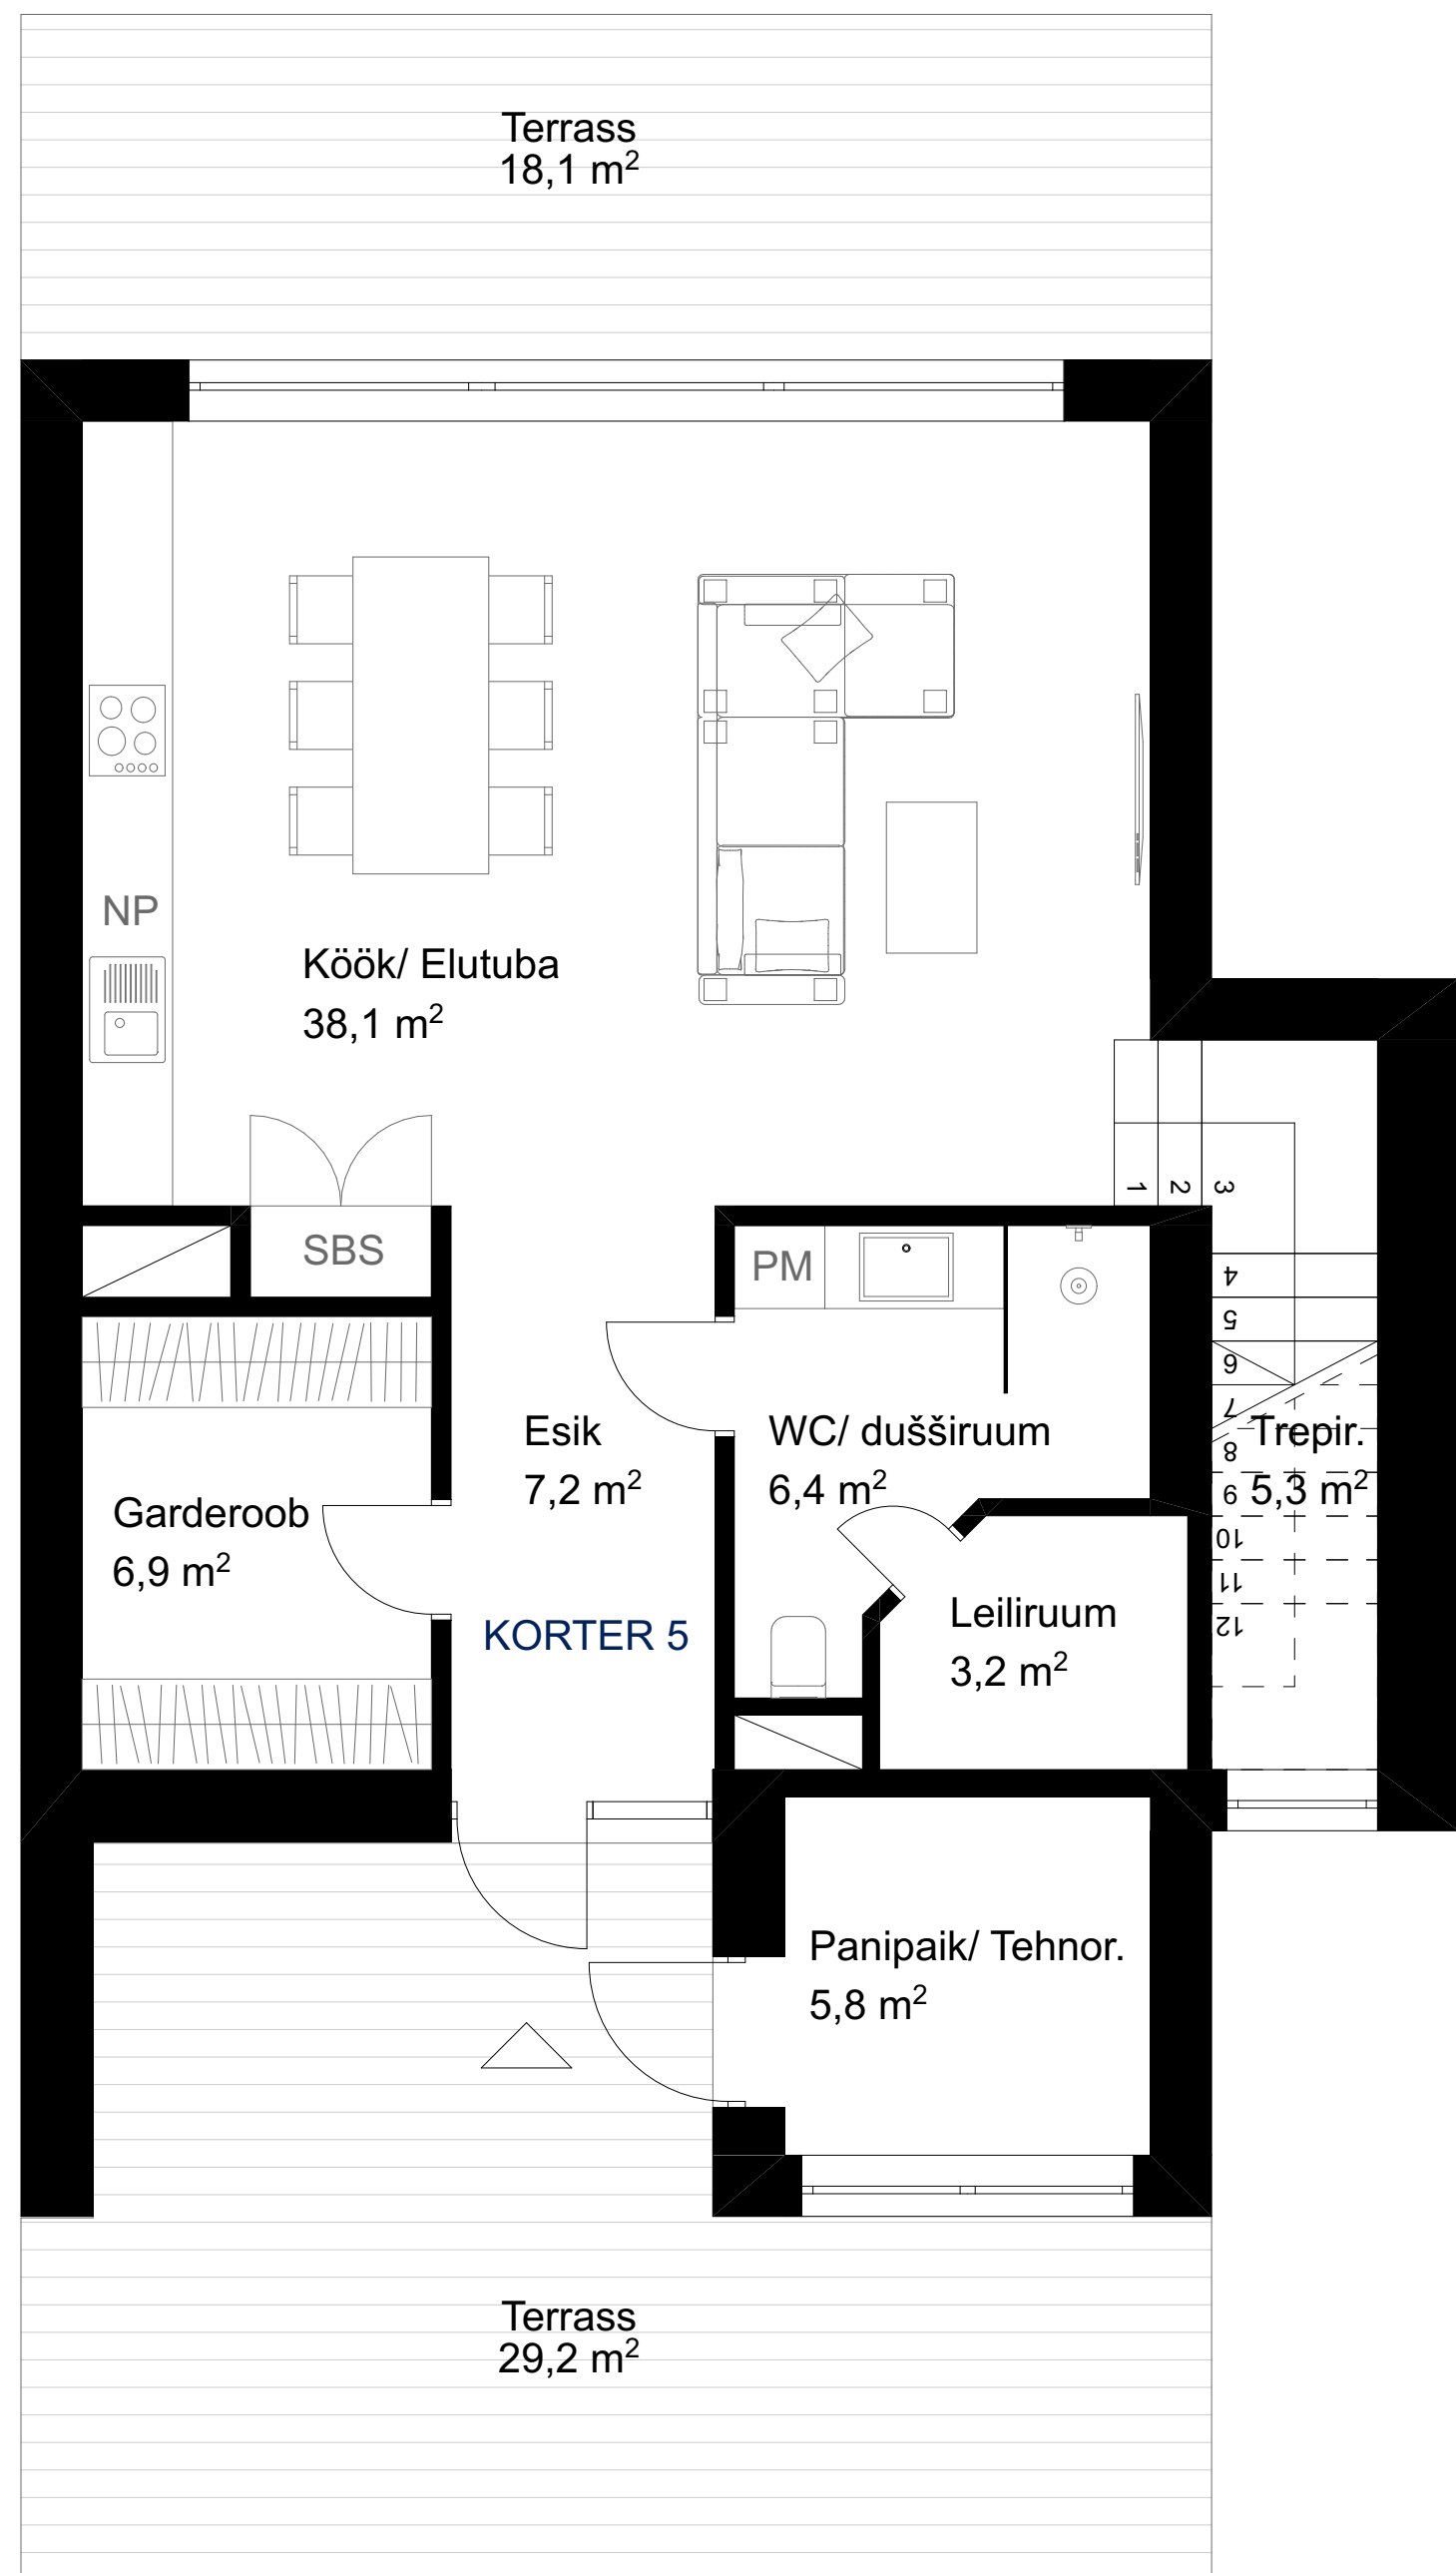 Terrass
18,1 m²
NP
Köök/ Elutuba
38,1 m²
1 2 3
SBS
PM
4
5
6
7
8
9
10
11
12
Esik
7,2 m²
WC/ dušširuum
6,4 m²
Trepir.
5,3 m²
Garderoob
6,9 m²
KORTER 5
Leiliruum
3,2 m²
Panipaik/ Tehnor.
5,8 m²
Terrass
29,2 m²